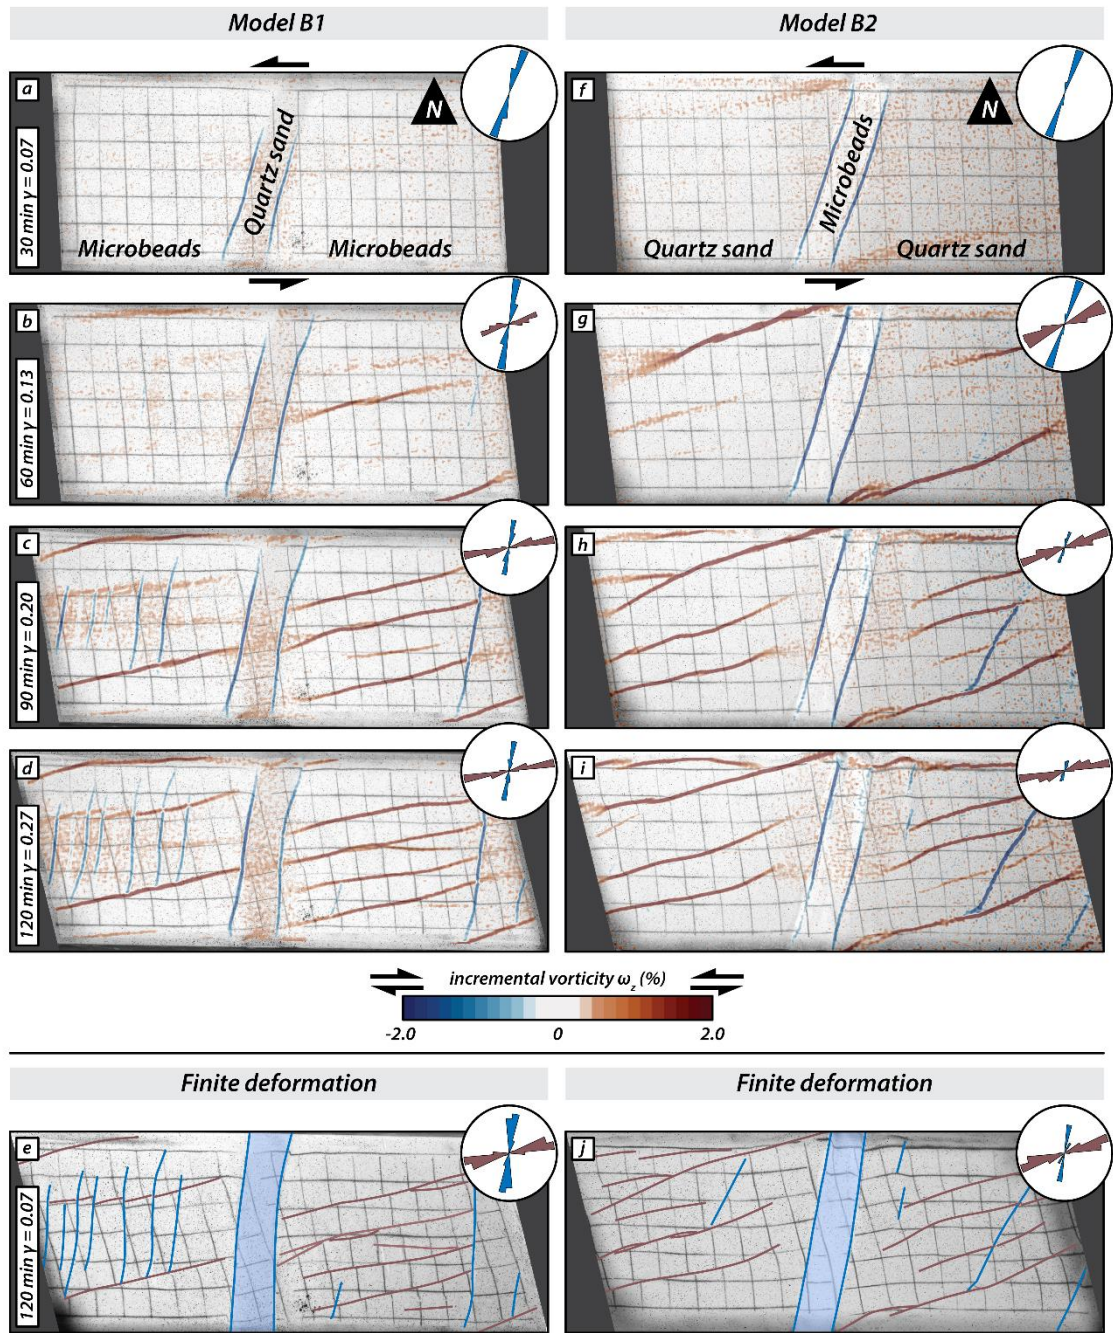 Model B1
Model B2
a
N
f
N
30 min γ = 0.07
Quartz sand
Microbeads
Microbeads
Microbeads
Quartz sand
Quartz sand
b
g
60 min γ = 0.13
c
h
90 min γ = 0.20
d
i
120 min γ = 0.27
incremental vorticity ωz (%)
-2.0
0
2.0
Finite deformation
Finite deformation
e
j
120 min γ = 0.07